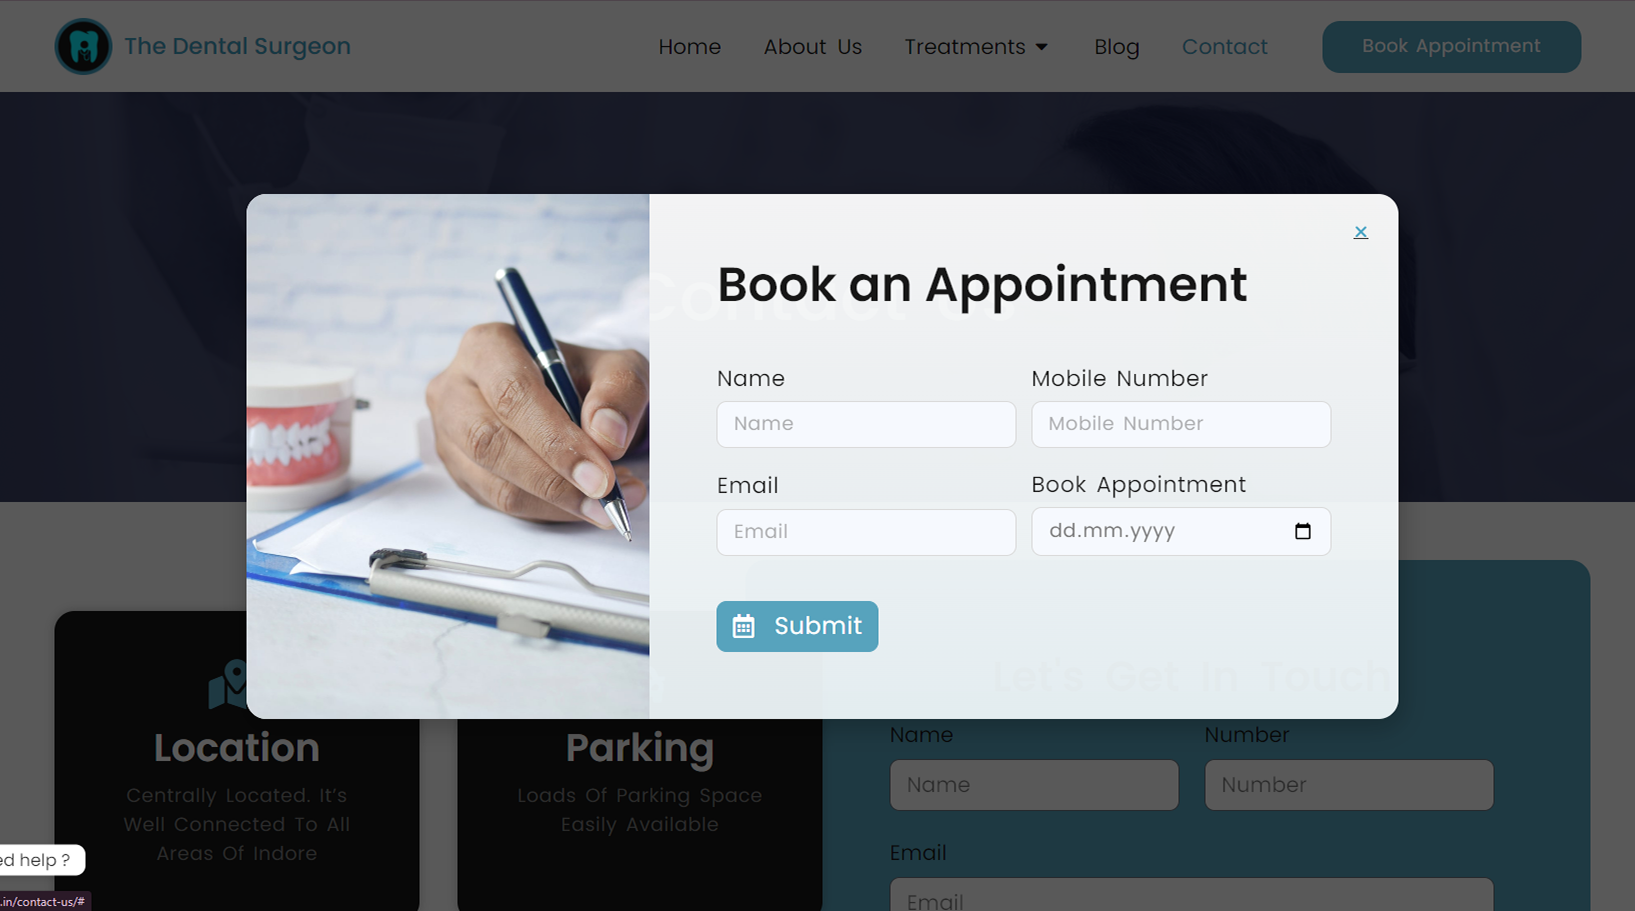 The Dental Surgeon
Home
About Us
Treatments
Blog
Contact
Book Appointment
×
Contact Us
Book an Appointment
Name
Mobile Number
Name
Mobile Number
Email
Book Appointment
Email
dd.mm.yyyy
Submit
Let's Get In Touch
Location
Centrally Located. It's
Well Connected To All
Areas Of Indore
Parking
Loads Of Parking Space
Easily Available
Name
Number
Name
Number
Email
Email
ed help ?
.in/contact-us/#